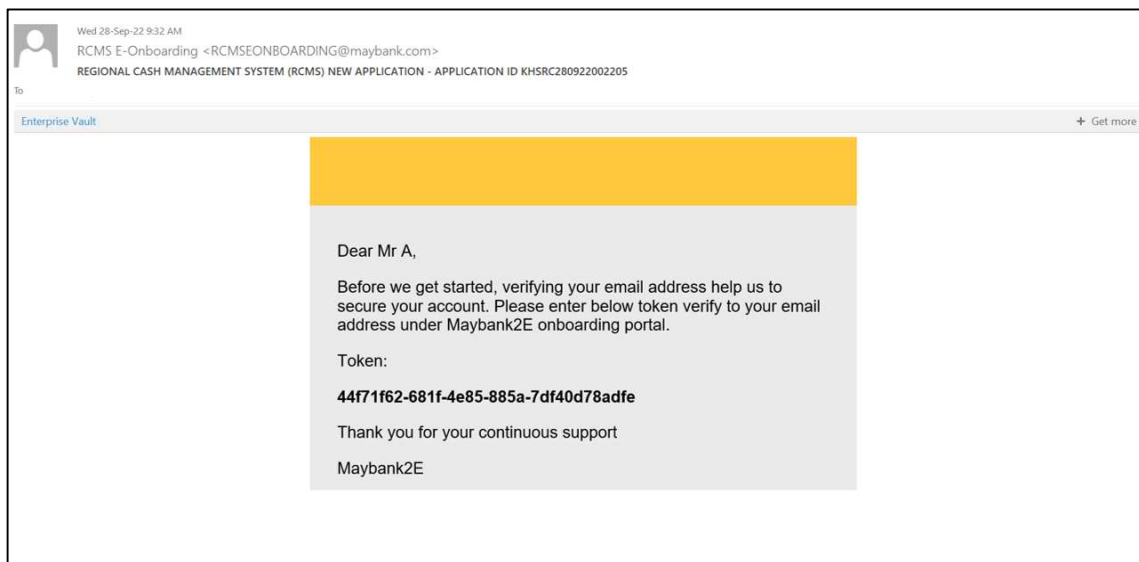 Wed 28-Sep-22 9:32 AM
RCMS E-Onboarding <RCMSEONBOARDING@maybank.com>
REGIONAL CASH MANAGEMENT SYSTEM (RCMS) NEW APPLICATION - APPLICATION ID KHSRC280922002205
To
Enterprise Vault
+ Get more
Dear Mr A,
Before we get started, verifying your email address help us to
secure your account. Please enter below token verify to your email
address under Maybank2E onboarding portal.
Token:
44f71f62-681f-4e85-885a-7df40d78adfe
Thank you for your continuous support
Maybank2E